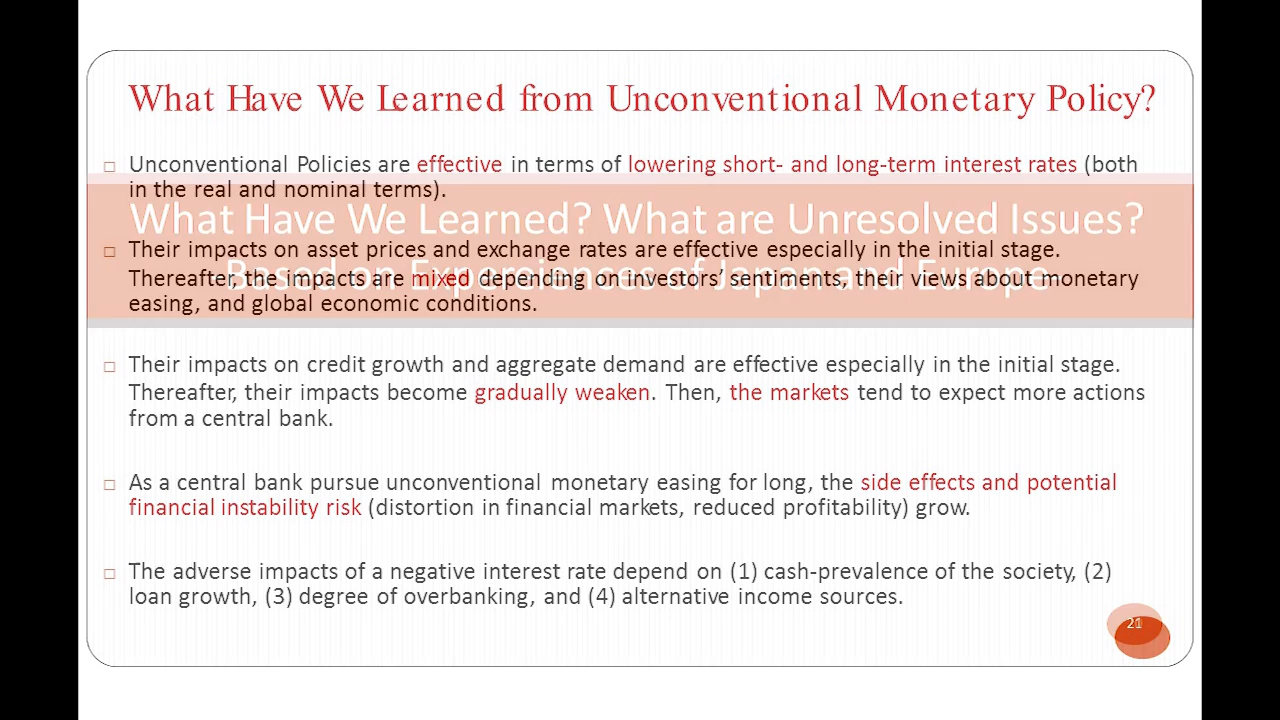 What Have We Learned from Unconventional Monetary Policy?
□ Unconventional Policies are effective in terms of lowering short- and long-term interest rates (both
in the real and nominal terms).
What Have We Learned? What are Unresolved Issues?
□ Their impacts on asset prices and exchange rates are effective especially in the initial stage.
Based on Expereiences of Japan and Europe
Thereafter, the impacts are mixed depending on investors’ sentiments, their views about monetary
easing, and global economic conditions.
□ Their impacts on credit growth and aggregate demand are effective especially in the initial stage.
Thereafter, their impacts become gradually weaken. Then, the markets tend to expect more actions
from a central bank.
□ As a central bank pursue unconventional monetary easing for long, the side effects and potential
financial instability risk (distortion in financial markets, reduced profitability) grow.
□ The adverse impacts of a negative interest rate depend on (1) cash-prevalence of the society, (2)
loan growth, (3) degree of overbanking, and (4) alternative income sources.